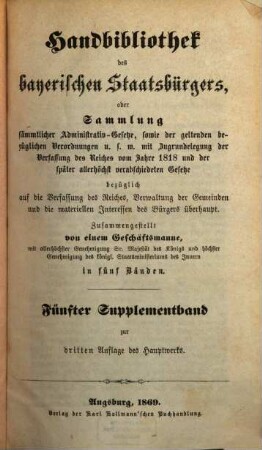 Handbibliothek
des
bayerischen Staatsbürgers,
oder
Sammlung
sämmtlicher Administrativ-Gesetze, sowie der geltenden be-
züglichen Verordnungen u. s. w. mit Zugrundelegung der
Verfassung des Reiches vom Jahre 1818 und der
später allerhöchst verabschiedeten Gesetze
bezüglich
auf die Verfassung des Reiches, Verwaltung der Gemeinden
und die materiellen Interessen des Bürgers überhaupt.
Zusammengestellt
von einem Geschäftsmanne,
mit allerhöchster Genehmigung Sr. Majestät des Königs und höchster
Genehmigung des königl. Staatsministeriums des Innern
in fünf Bänden.
Fünfter Supplementband
zur
dritten Auflage des Hauptwerks.
Augsburg, 1869.
Verlag der Karl Kollmann'schen Buchhandlung.